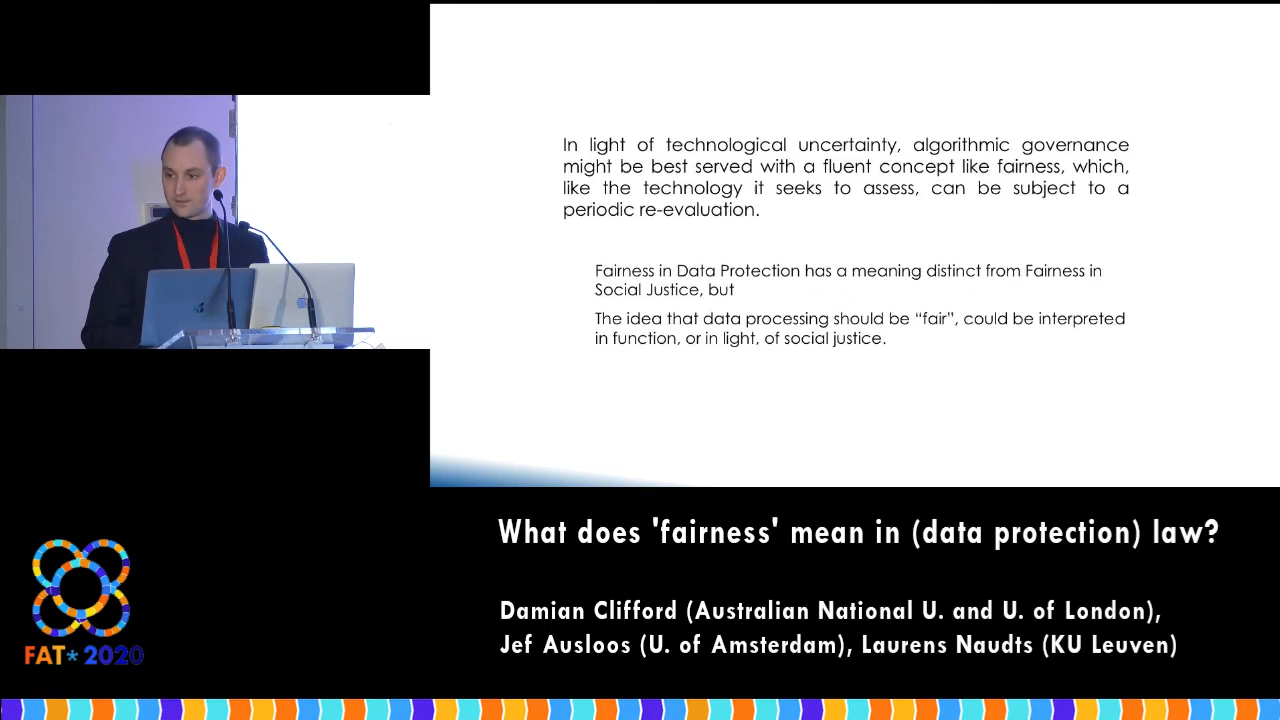 In light of technological uncertainty, algorithmic governance
might be best served with a fluent concept like fairness, which,
like the technology it seeks to assess, can be subject to a
periodic re-evaluation.
Fairness in Data Protection has a meaning distinct from Fairness in
Social Justice, but
The idea that data processing should be “fair”, could be interpreted
in function, or in light, of social justice.
What does 'fairness' mean in (data protection) law?
Damian Clifford (Australian National U. and U. of London),
Jef Ausloos (U. of Amsterdam), Laurens Naudts (KU Leuven)
FAT* 2020